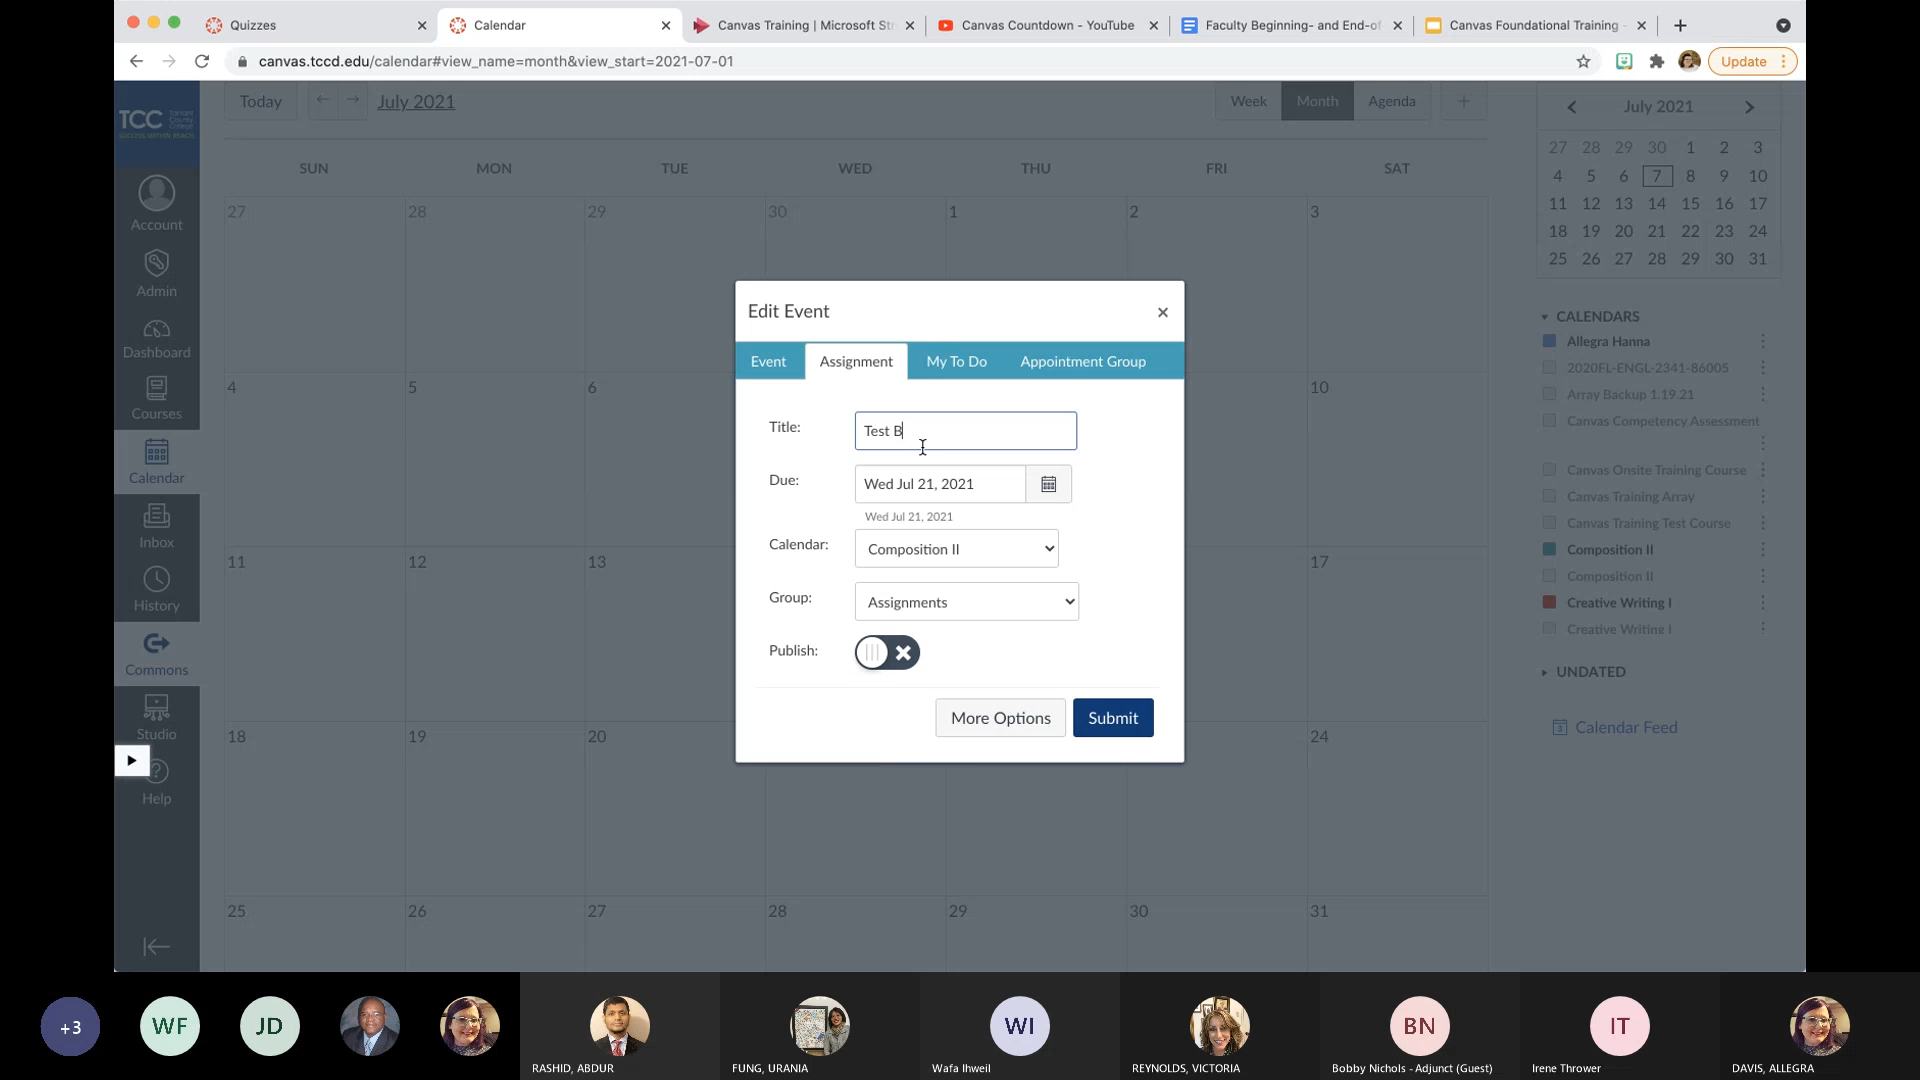 Quizzes
Calendar
Canvas Training | Microsoft Str
Canvas Countdown - YouTube
Faculty Beginning- and End-of
Canvas Foundational Training -
canvas.tccd.edu/calendar#view_name=month&view_start=2021-07-01
Update
TCC Tarrant County College
SUCCESS WITHIN REACH.
Account
Admin
Dashboard
Courses
Calendar
Inbox
History
Commons
Studio
Help
Today
July 2021
Week
Month
Agenda
SUN MON TUE WED THU FRI SAT
27 28 29 30 1 2 3
4 5 6 10
11 12 13 17
18 19 20 24
25 26 27 28 29 30 31
Edit Event
Event
Assignment
My To Do
Appointment Group
Title:
Test B
Due:
Wed Jul 21, 2021
Wed Jul 21, 2021
Calendar:
Composition II
Group:
Assignments
Publish:
More Options
Submit
July 2021
27 28 29 30 1 2 3
4 5 6 7 8 9 10
11 12 13 14 15 16 17
18 19 20 21 22 23 24
25 26 27 28 29 30 31
CALENDARS
Allegra Hanna
2020FL-ENGL-2341-86005
Array Backup 1.19.21
Canvas Competency Assessment
Canvas Onsite Training Course
Canvas Training Array
Canvas Training Test Course
Composition II
Composition II
Creative Writing I
Creative Writing I
UNDATED
3
Calendar Feed
+3
WF
JD
RASHID, ABDUR
FUNG, URANIA
WI
Wafa Ihweil
REYNOLDS, VICTORIA
BN
Bobby Nichols - Adjunct (Guest)
IT
Irene Thrower
DAVIS, ALLEGRA